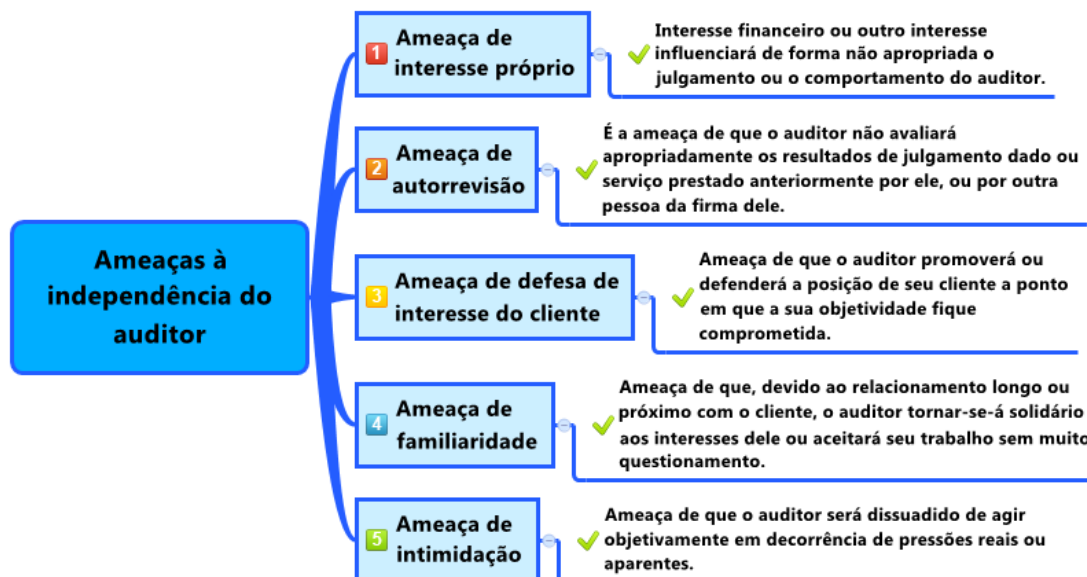 Ameaças à
independência do
auditor
1
Ameaça de
interesse próprio
Interesse financeiro ou outro interesse
influenciará de forma não apropriada o
julgamento ou o comportamento do auditor.
2
Ameaça de
autorrevisão
É a ameaça de que o auditor não avaliará
apropriadamente os resultados de julgamento dado ou
serviço prestado anteriormente por ele, ou por outra
pessoa da firma dele.
3
Ameaça de defesa de
interesse do cliente
Ameaça de que o auditor promoverá ou
defenderá a posição de seu cliente a ponto
em que a sua objetividade fique
comprometida.
4
Ameaça de
familiaridade
Ameaça de que, devido ao relacionamento longo ou
próximo com o cliente, o auditor tornar-se-á solidário
aos interesses dele ou aceitará seu trabalho sem muito
questionamento.
5
Ameaça de
intimidação
Ameaça de que o auditor será dissuadido de agir
objetivamente em decorrência de pressões reais ou
aparentes.